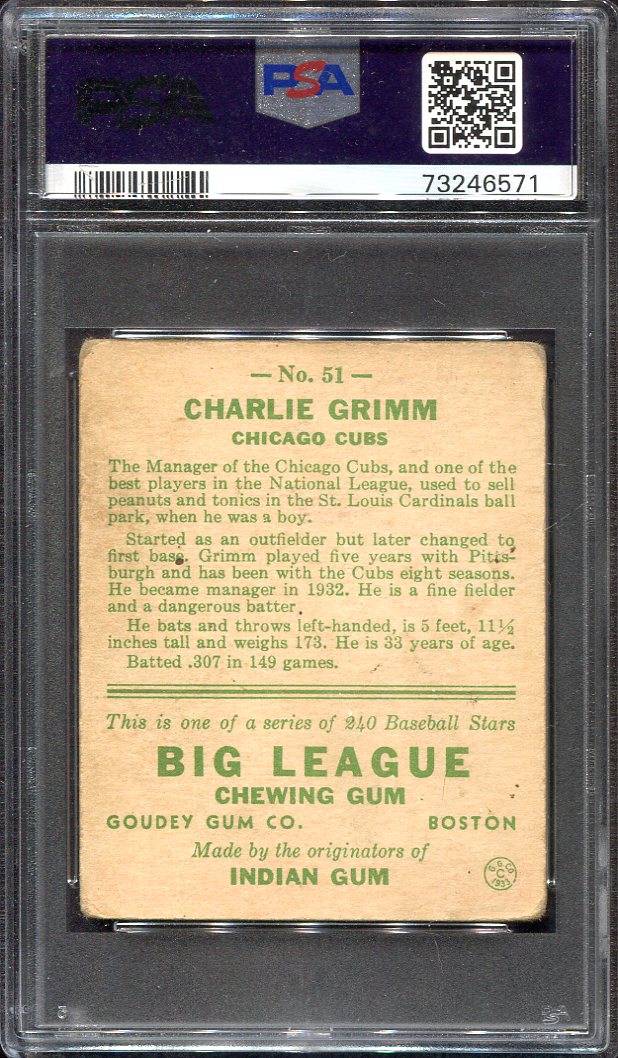 PSA
PSA
73246571
— No. 51 —
CHARLIE GRIMM
CHICAGO CUBS
The Manager of the Chicago Cubs, and one of the
best players in the National League, used to sell
peanuts and tonics in the St. Louis Cardinals ball
park, when he was a boy.
Started as an outfielder but later changed to
first base. Grimm played five years with Pitts-
burgh and has been with the Cubs eight seasons.
He became manager in 1932. He is a fine fielder
and a dangerous batter.
He bats and throws left-handed, is 5 feet, 11½
inches tall and weighs 173. He is 33 years of age.
Batted .307 in 149 games.
This is one of a series of 240 Baseball Stars
BIG LEAGUE
CHEWING GUM
GOUDEY GUM CO. BOSTON
Made by the originators of
INDIAN GUM
G.G.CO
C
1933